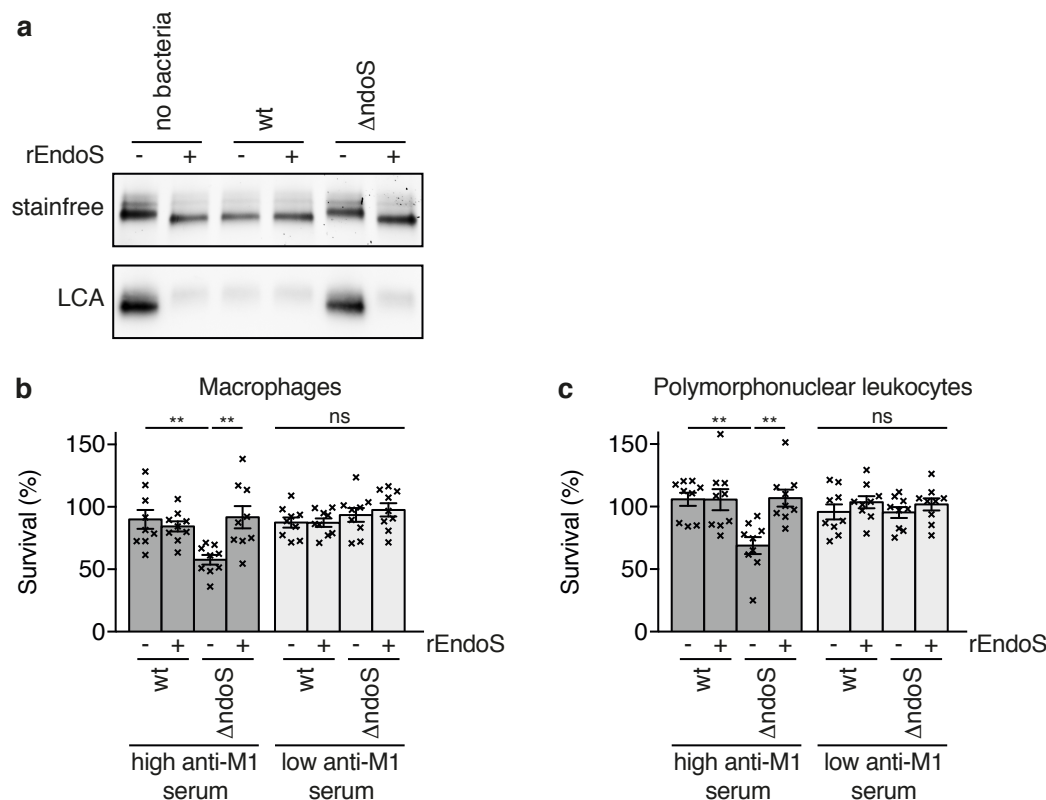 a
no bacteria
wt
ΔndoS
rEndoS - + - + - +
stainfree
LCA
b
Macrophages
** ** ns
150
100
50
0
Survival (%)
- + - + - + - + rEndoS
wt ΔndoS wt ΔndoS
high anti-M1 low anti-M1
serum serum
c
Polymorphonuclear leukocytes
** ** ns
150
100
50
0
Survival (%)
- + - + - + - + rEndoS
wt ΔndoS wt ΔndoS
high anti-M1 low anti-M1
serum serum